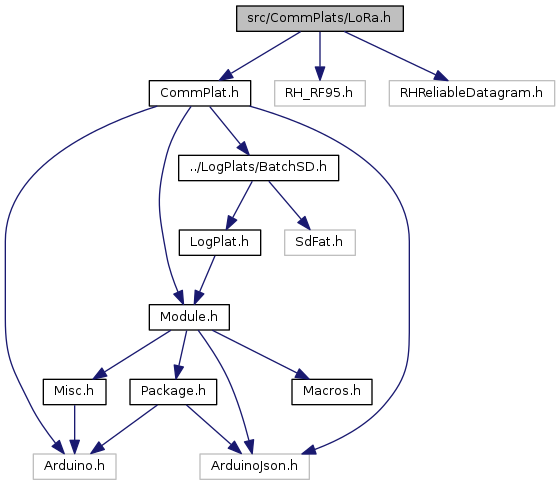 src/CommPlats/LoRa.h
CommPlat.h
RH_RF95.h
RHReliableDatagram.h
../LogPlats/BatchSD.h
LogPlat.h
SdFat.h
Module.h
Misc.h
Package.h
Macros.h
Arduino.h
ArduinoJson.h